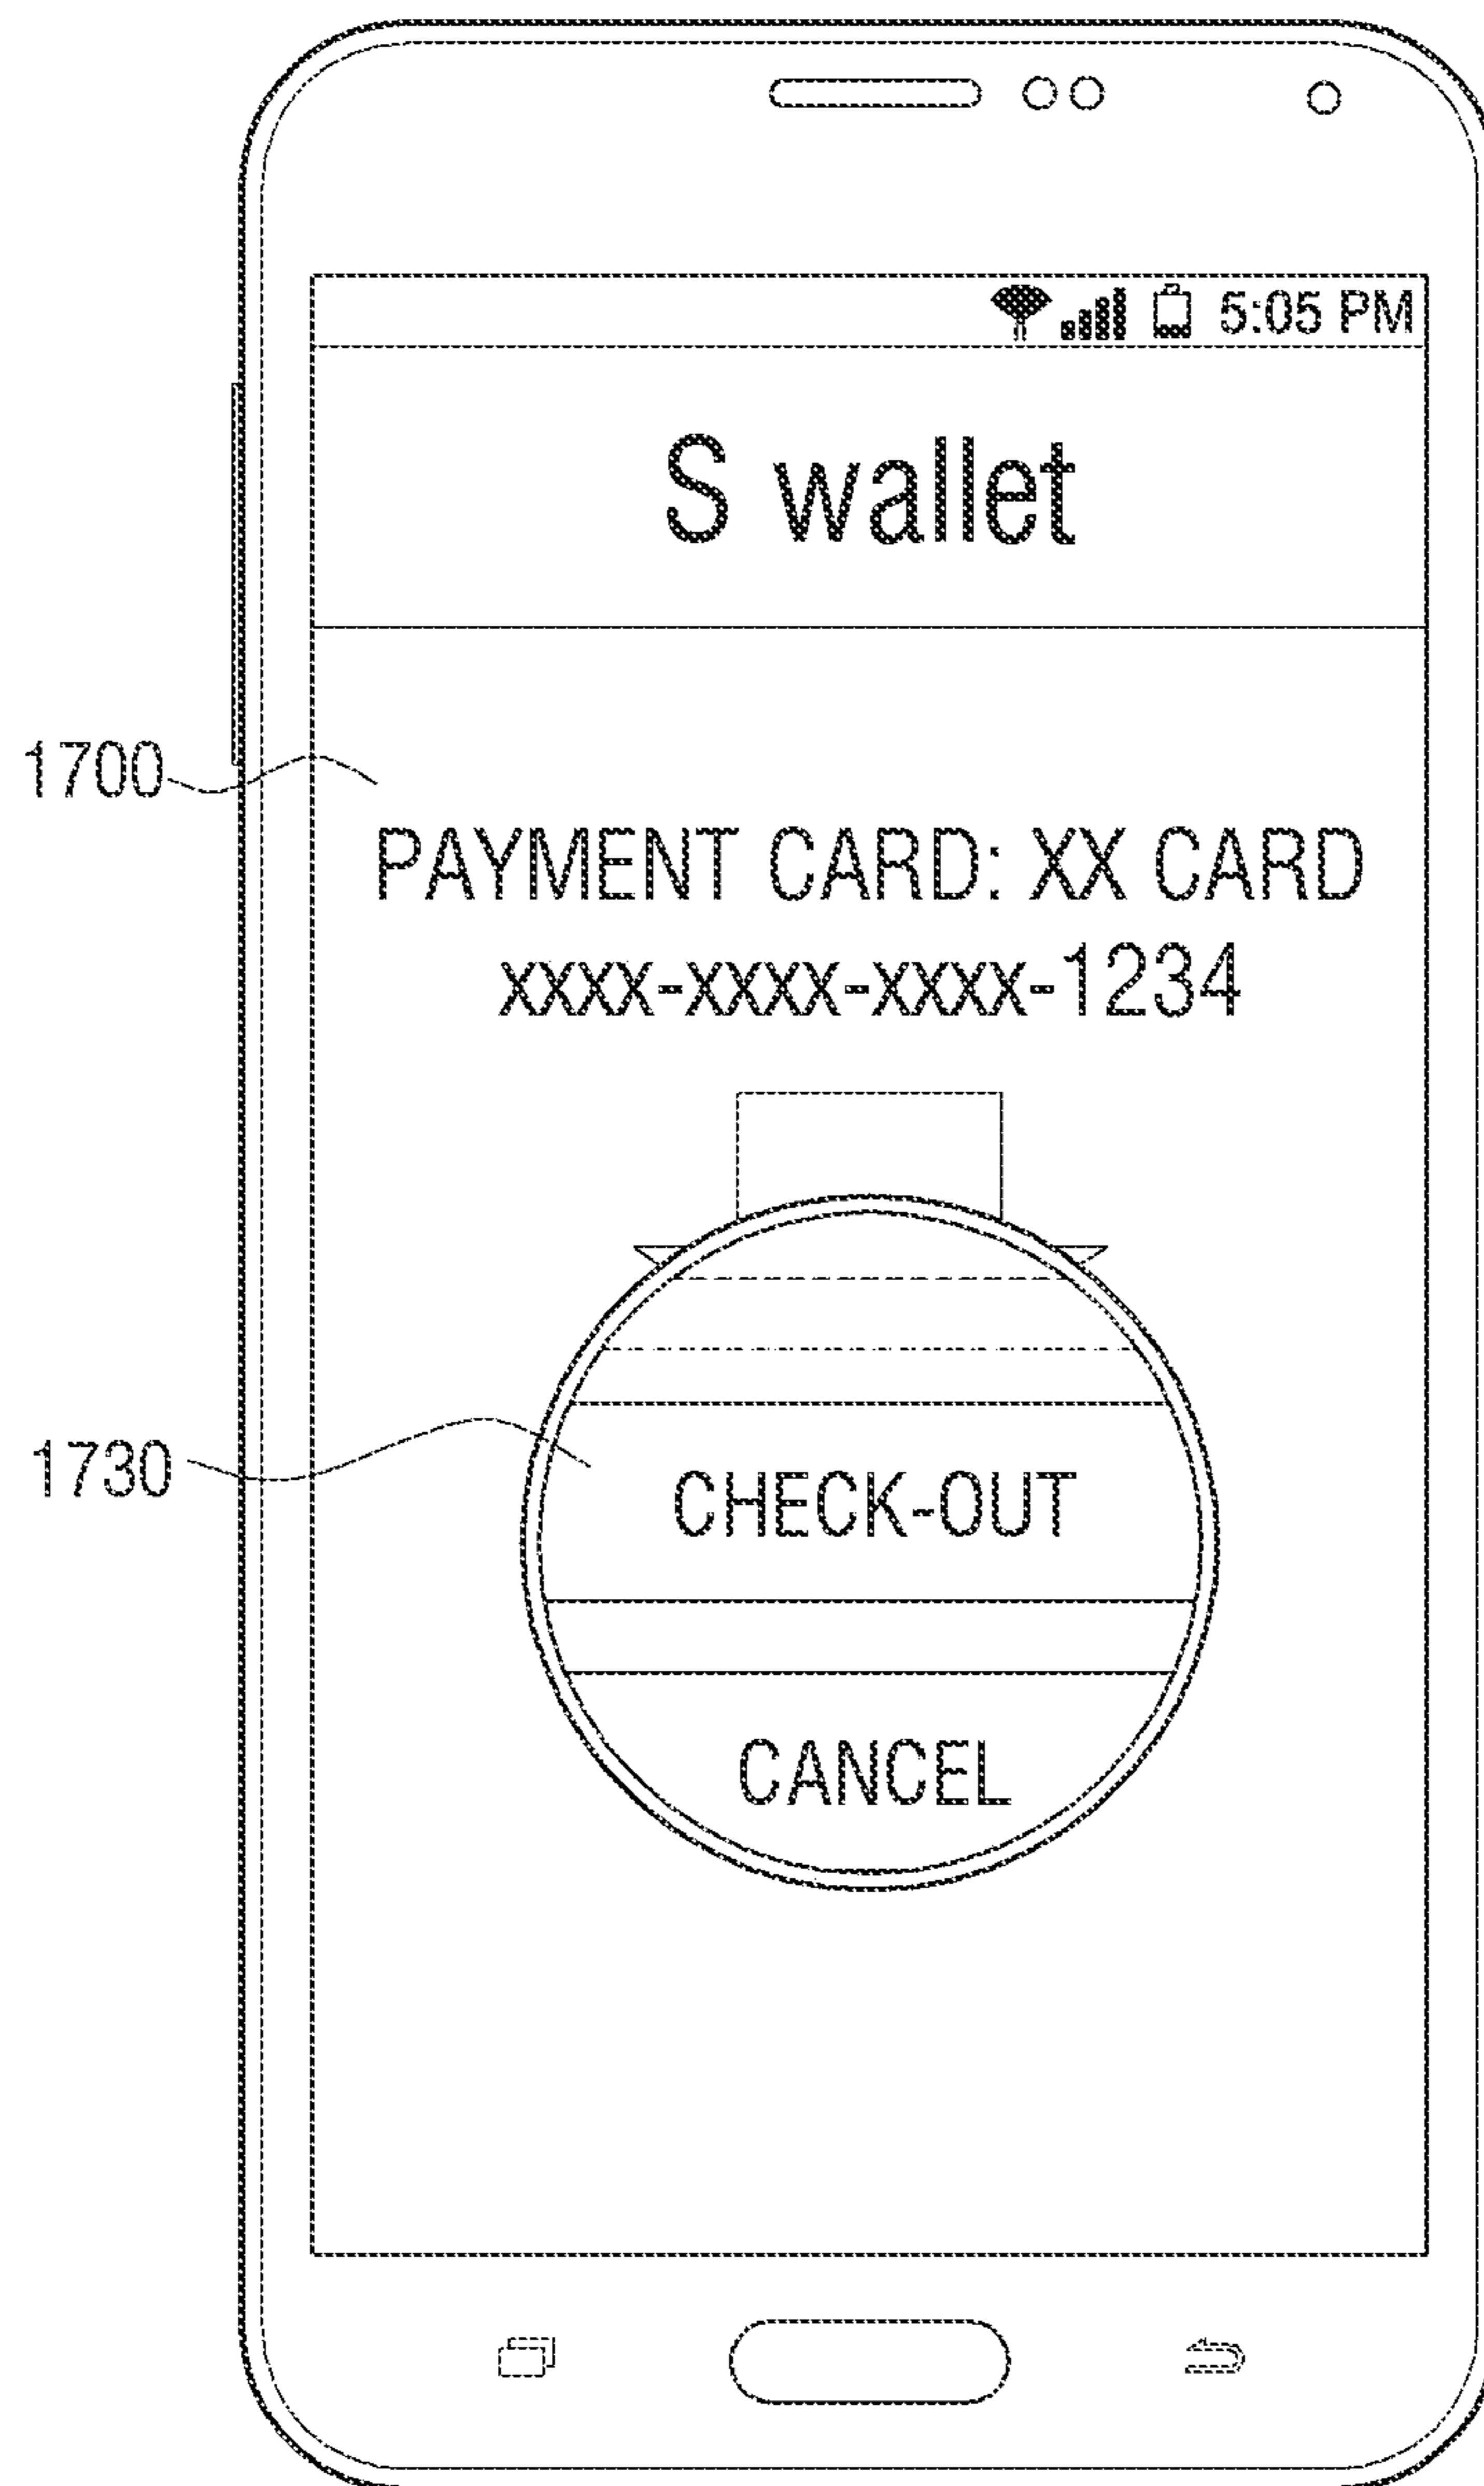 5:05 PM
S wallet
1700
PAYMENT CARD: XX CARD
xxxx-xxxx-xxxx-1234
1730
CHECK-OUT
CANCEL